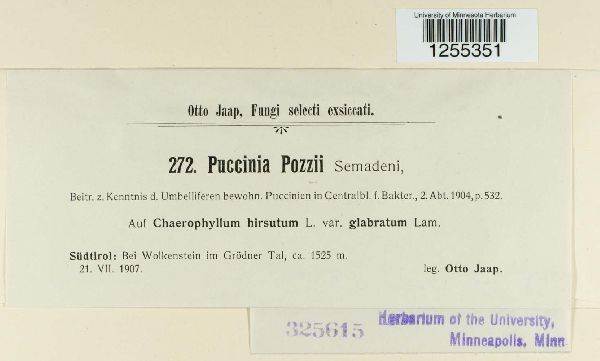 University of Minnesota Herbarium
1255351
Otto Jaap, Fungi selecti exsiccati.
272. Puccinia Pozzii Semadeni,
Beitr. z. Kenntnis d. Umbelliferen bewohn. Puccinien in Centralbl. f. Bakter., 2. Abt. 1904, p. 532.
Auf Chaerophyllum hirsutum L. var. glabratum Lam.
Südtirol: Bei Wolkenstein im Grödner Tal, ca. 1525 m.
21. VII. 1907. leg. Otto Jaap.
325615 Herbarium of the University,
Minneapolis, Minn